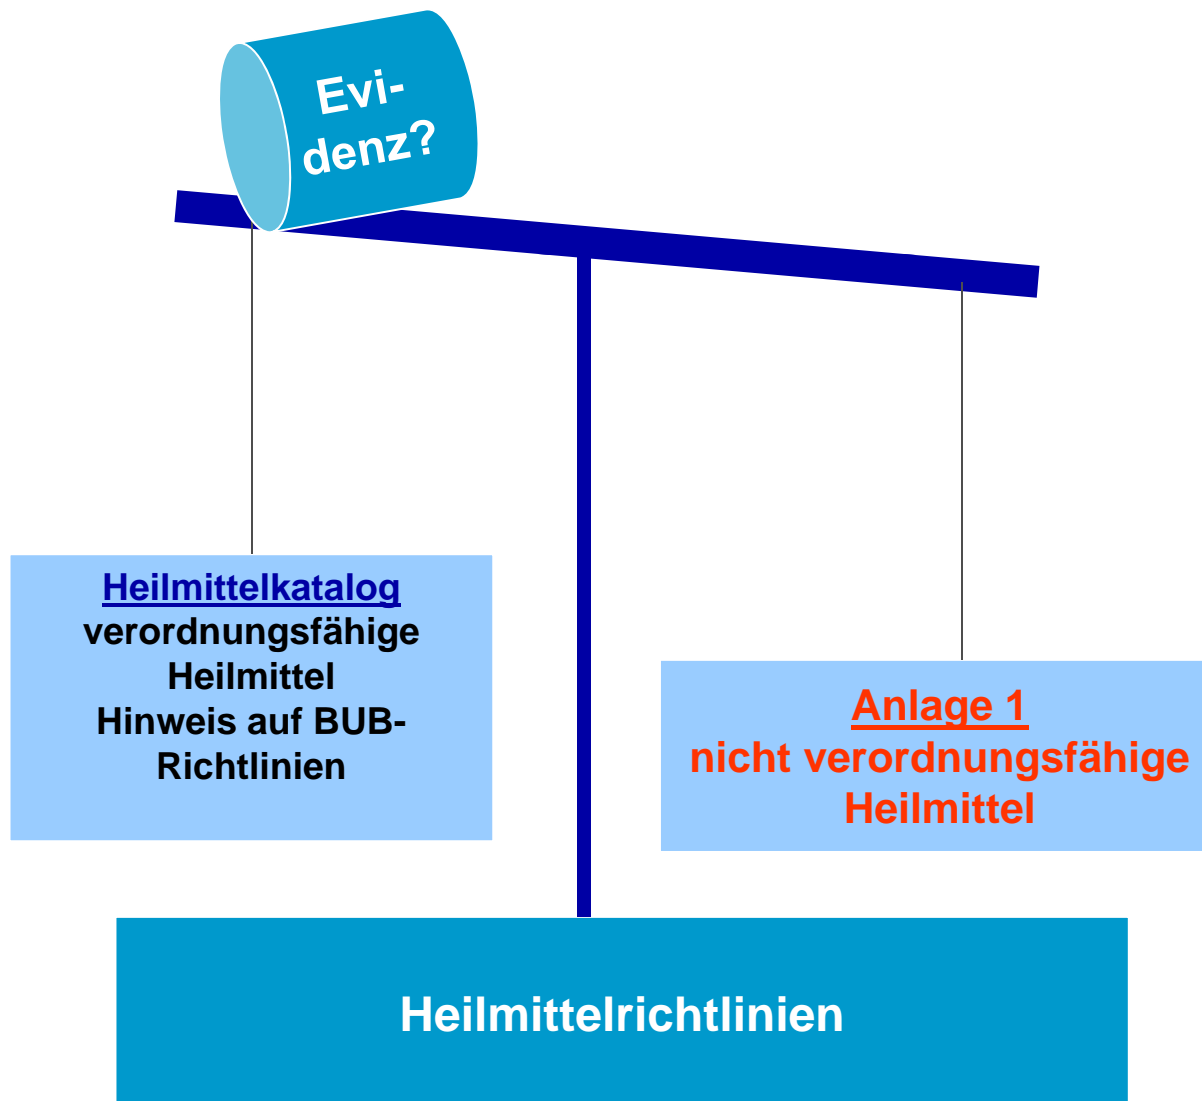 Evi-
denz?
Heilmittelkatalog
verordnungsfähige
Heilmittel
Hinweis auf BUB-
Richtlinien
Anlage 1
nicht verordnungsfähige
Heilmittel
Heilmittelrichtlinien